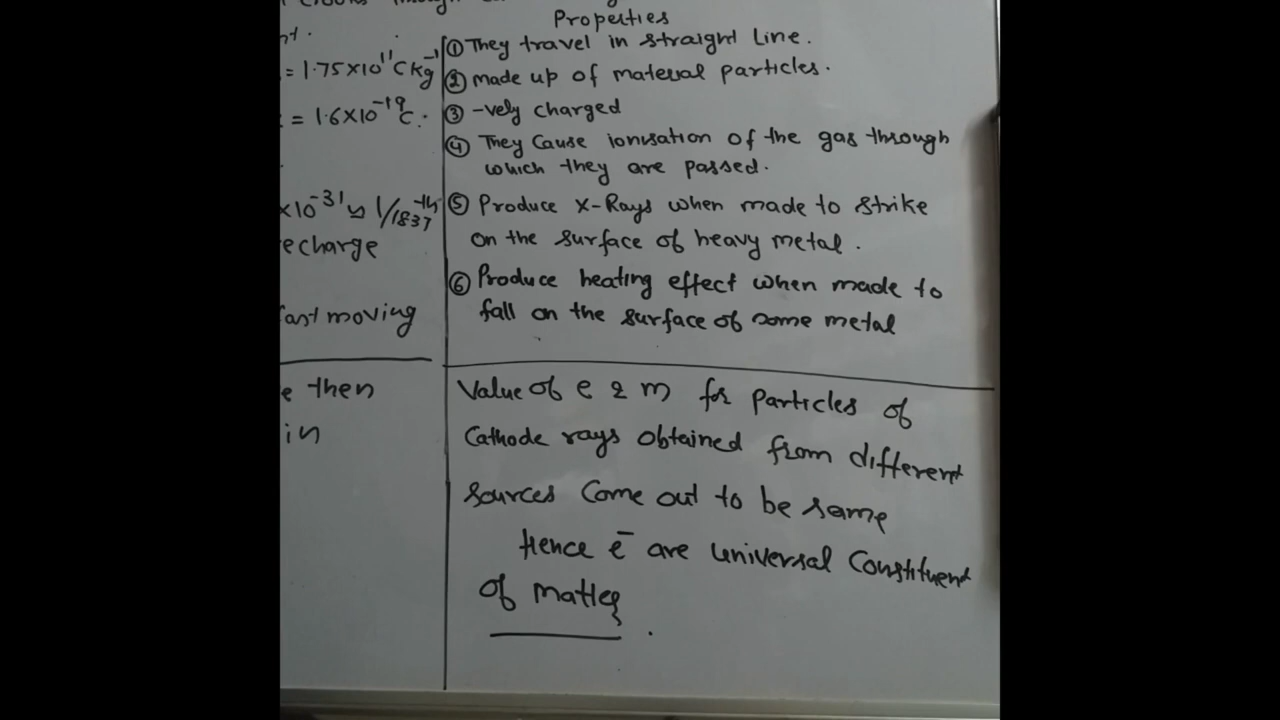 nt.
= 1.75×10¹¹ C kg⁻¹
= 1.6×10⁻¹⁹ C.
×10⁻³¹ ≈ 1/1837ᵗʰ
echarge
fast moving
e then
in
Properties
① They travel in straight Line.
② made up of material particles.
③ -vely charged
④ They Cause ionisation of the gas through
which they are passed.
⑤ Produce X-Rays when made to strike
on the surface of heavy metal.
⑥ Produce heating effect when made to
fall on the surface of some metal
Value of e & m for particles of
Cathode rays obtained from different
sources Come out to be same
Hence e⁻ are universal Constituent
of matter.